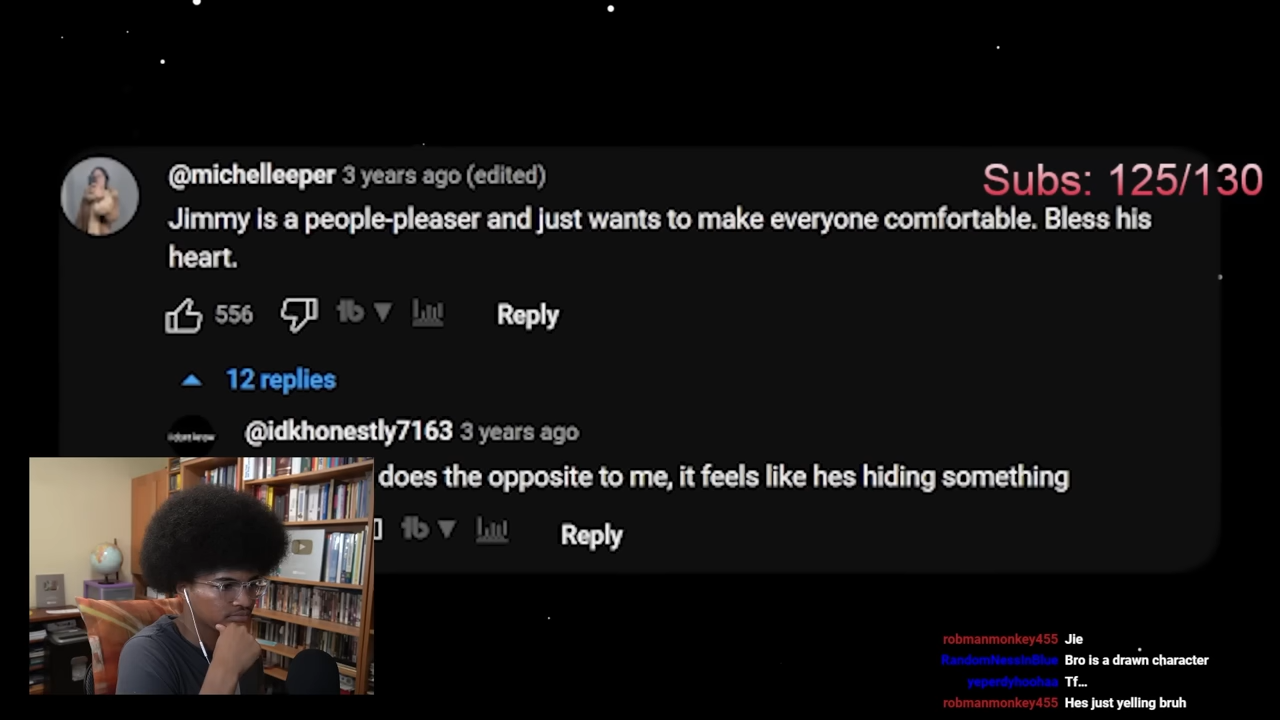 @michelleeper 3 years ago (edited)
Subs: 125/130
Jimmy is a people-pleaser and just wants to make everyone comfortable. Bless his
heart.
556 Reply
12 replies
@idkhonestly7163 3 years ago
does the opposite to me, it feels like hes hiding something
Reply
robmanmonkey455 Jie
RandomNessInBlue Bro is a drawn character
yeperdyhoohaa Tf...
robmanmonkey455 Hes just yelling bruh